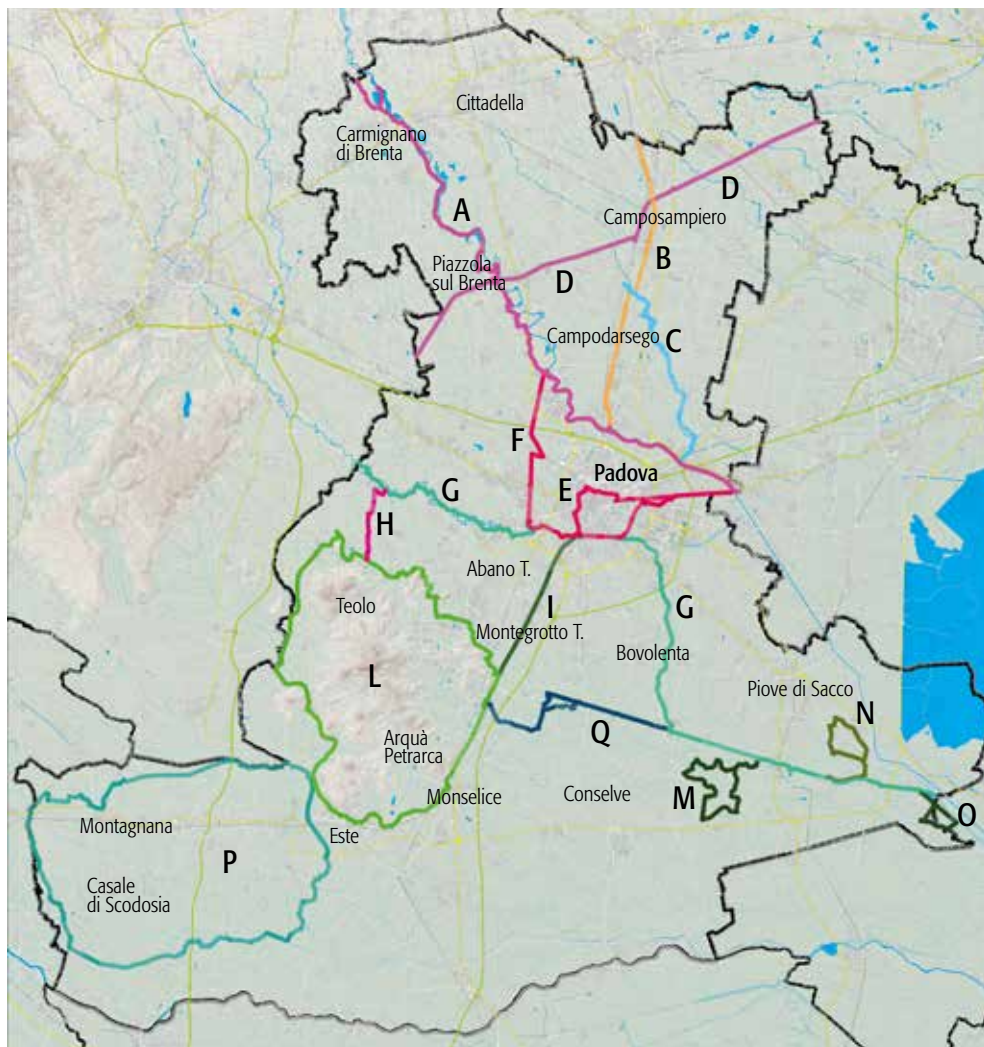 Cittadella
Carmignano
di Brenta
D
A
Camposampiero
B
Piazzola
sul Brenta
D
Campodarsego
C
F
Padova
E
G
H
Abano T.
Teolo
I
G
Montegrotto T.
Bovolenta
L
Piove di Sacco
N
Q
Arquà
Petrarca
Monselice
Conselve
M
O
Montagnana
Este
P
Casale
di Scodosia